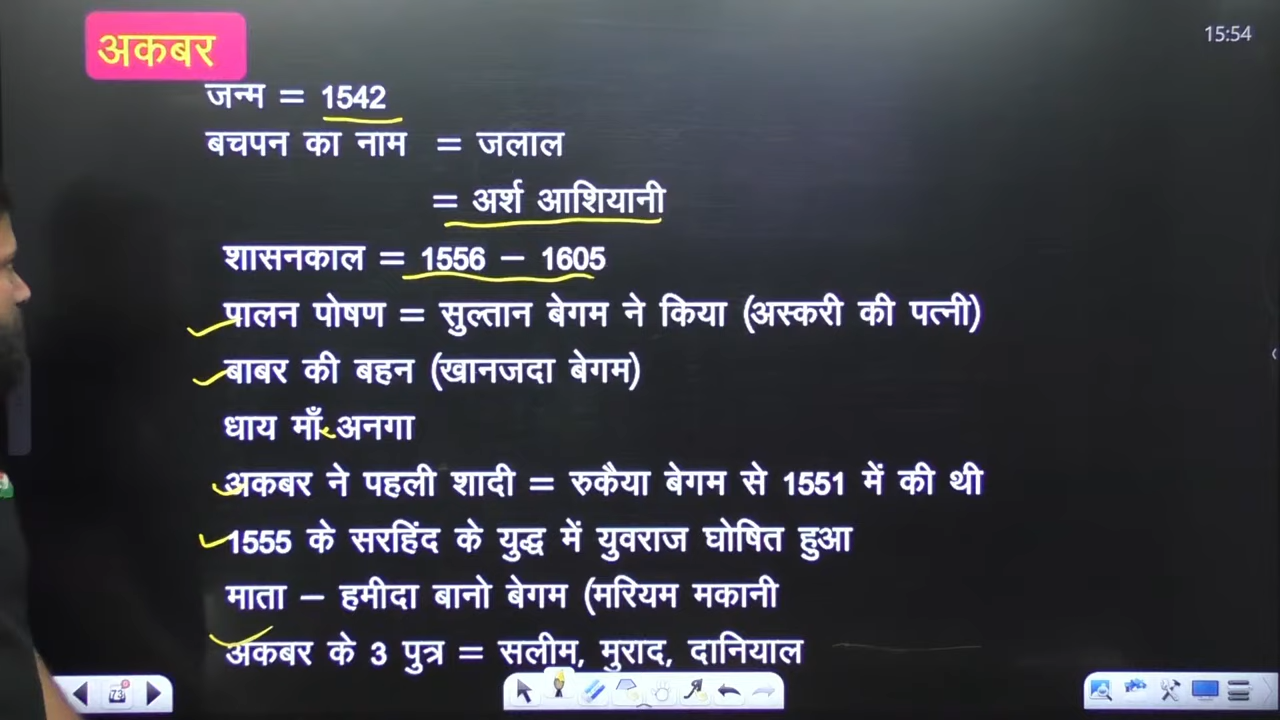 अकबर
15:54
जन्म = 1542
बचपन का नाम = जलाल
= अर्श आशियानी
शासनकाल = 1556 – 1605
पालन पोषण = सुल्तान बेगम ने किया (अस्करी की पत्नी)
बाबर की बहन (खानजदा बेगम)
धाय माँ अनगा
अकबर ने पहली शादी = रुकैया बेगम से 1551 में की थी
1555 के सरहिंद के युद्ध में युवराज घोषित हुआ
माता – हमीदा बानो बेगम (मरियम मकानी
अकबर के 3 पुत्र = सलीम, मुराद, दानियाल